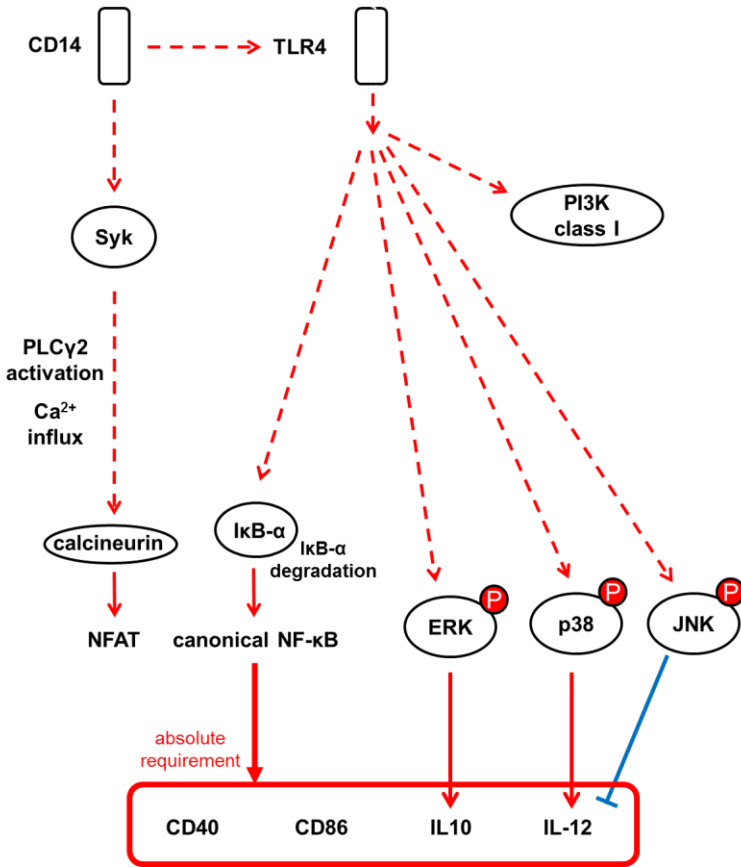 CD14
TLR4
PI3K
class I
Syk
PLCγ2
activation
Ca²⁺
influx
calcineurin
IκB-α
IκB-α
degradation
P
P
P
ERK
p38
JNK
NFAT
canonical NF-κB
absolute
requirement
CD40
CD86
IL10
IL-12